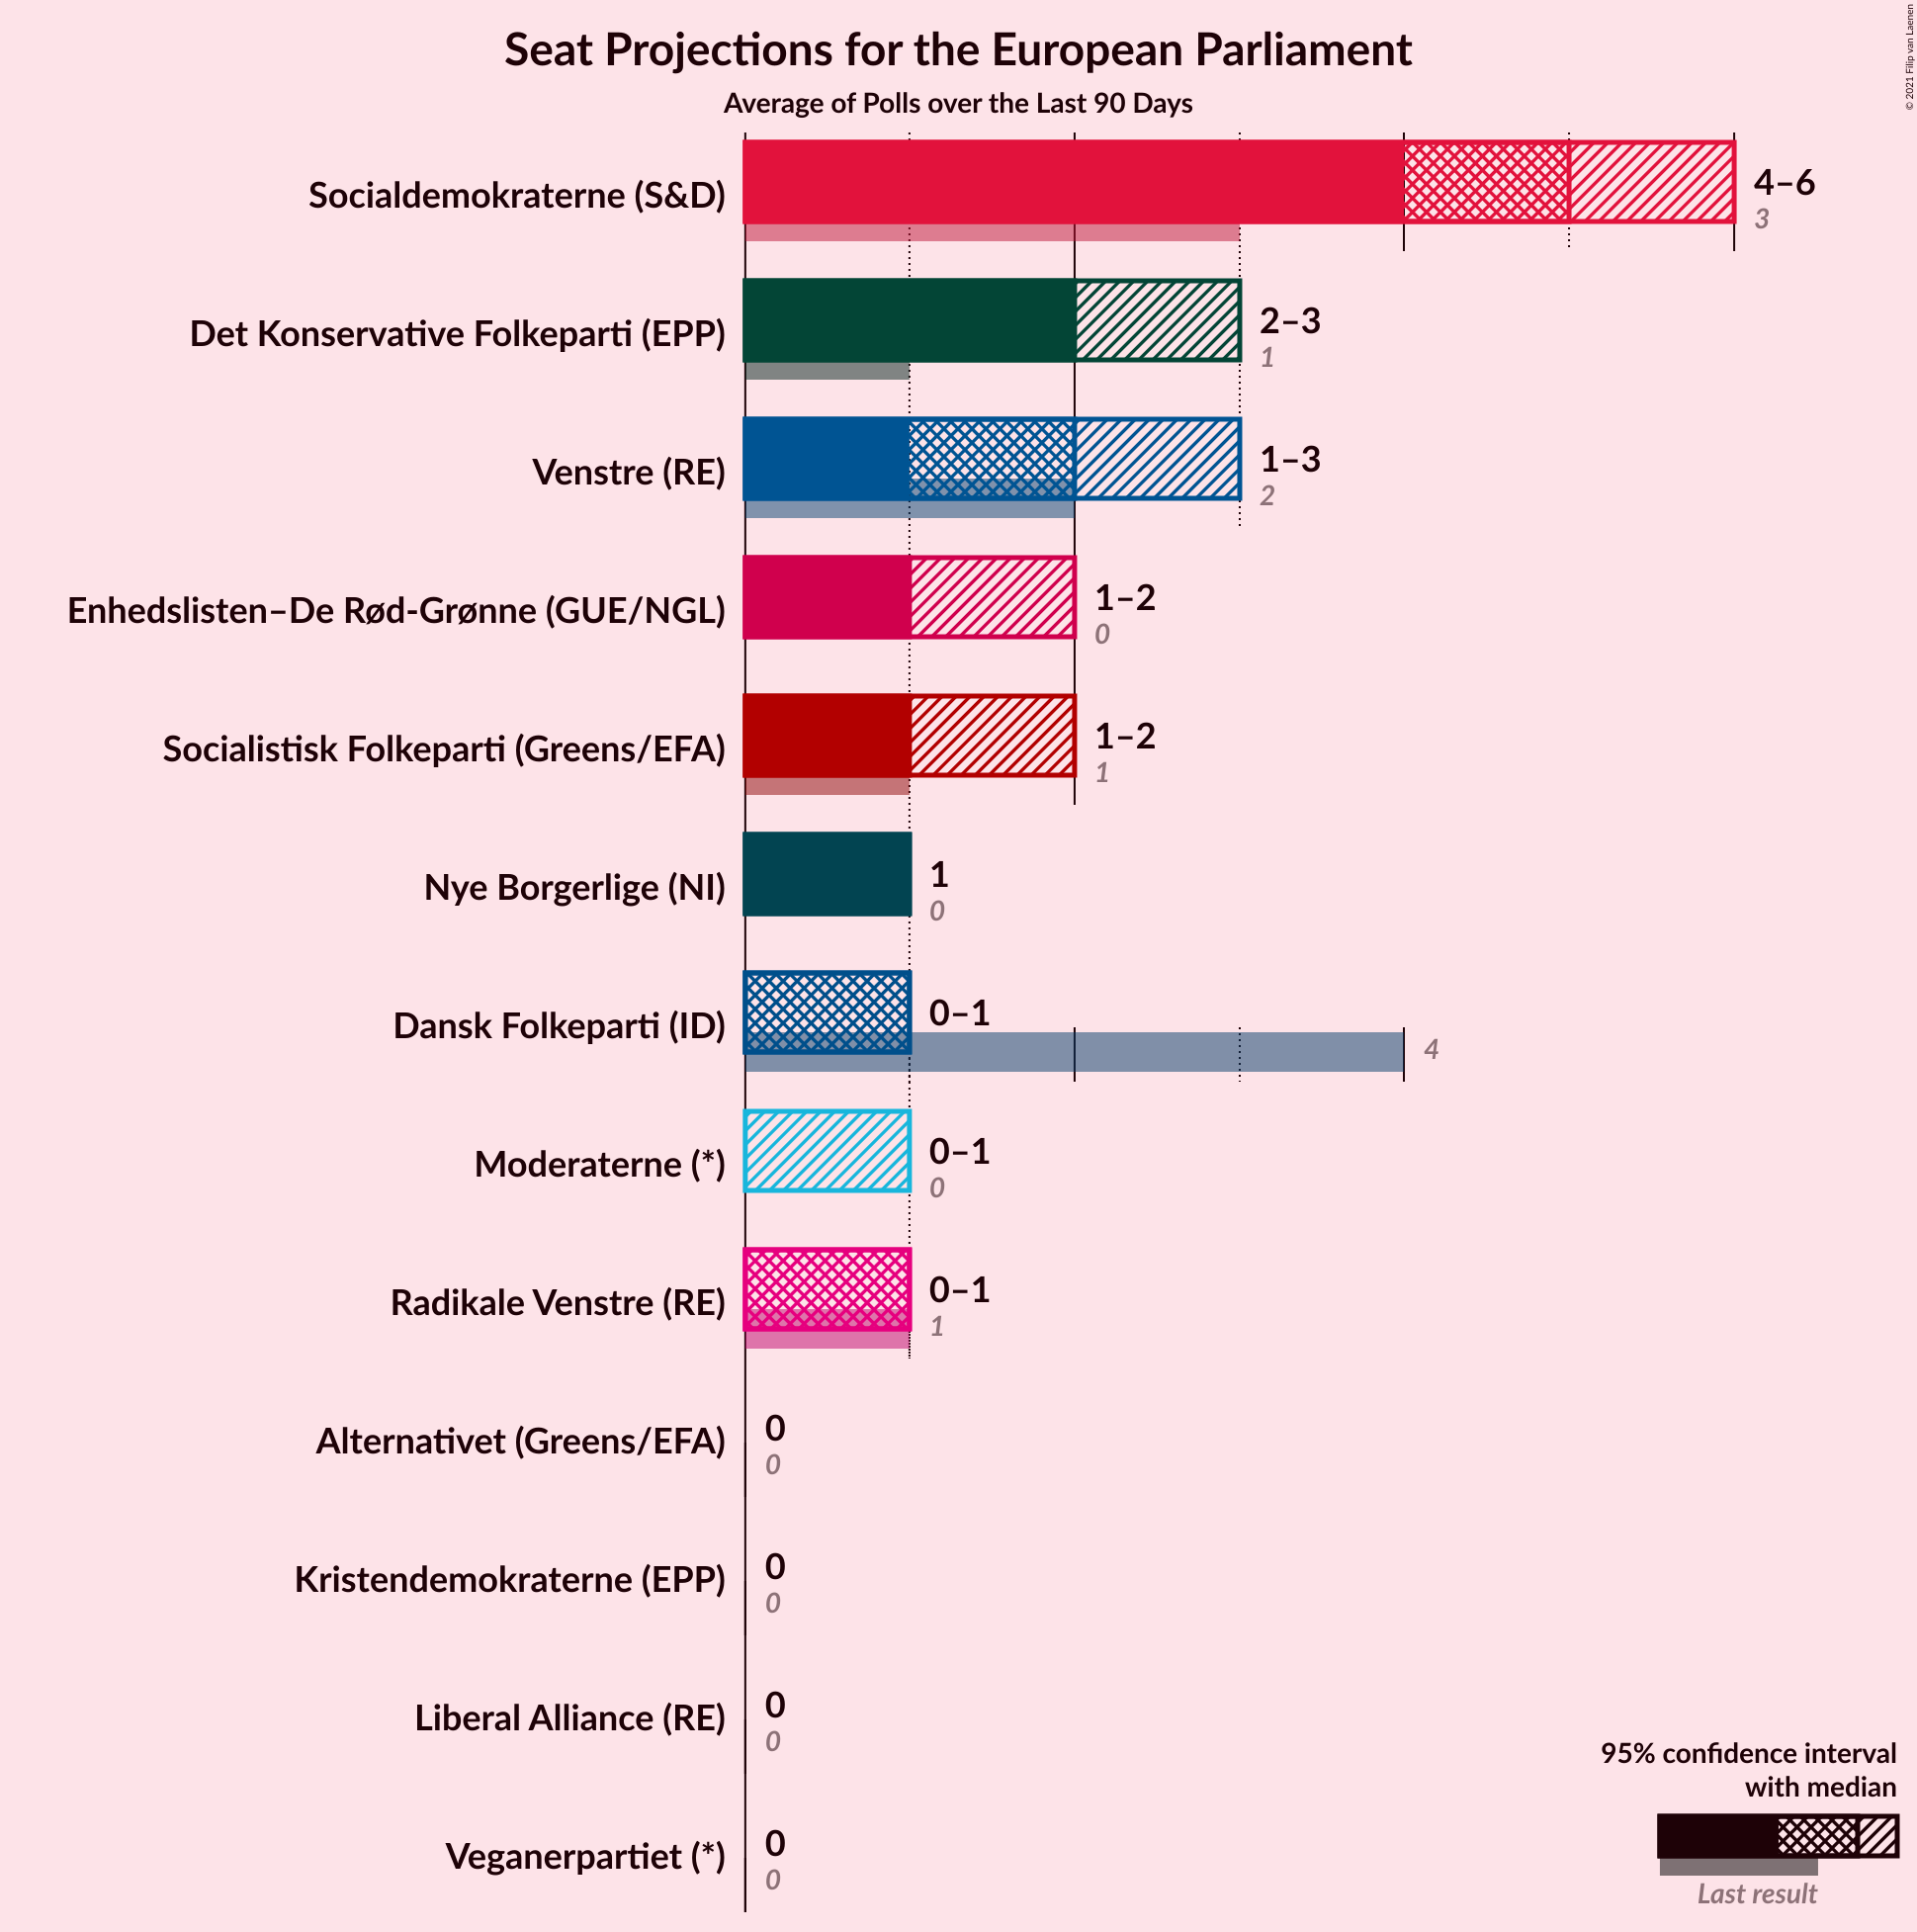 © 2021 Filip van Laenen
Seat Projections for the European Parliament
Average of Polls over the Last 90 Days
Socialdemokraterne (S&D)
4–6
3
Det Konservative Folkeparti (EPP)
2–3
1
Venstre (RE)
1–3
2
Enhedslisten–De Rød-Grønne (GUE/NGL)
1–2
0
Socialistisk Folkeparti (Greens/EFA)
1–2
1
Nye Borgerlige (NI)
1
0
Dansk Folkeparti (ID)
0–1
4
Moderaterne (*)
0–1
0
Radikale Venstre (RE)
0–1
1
Alternativet (Greens/EFA)
0
0
Kristendemokraterne (EPP)
0
0
Liberal Alliance (RE)
0
0
Veganerpartiet (*)
0
0
95% confidence interval
with median
Last result